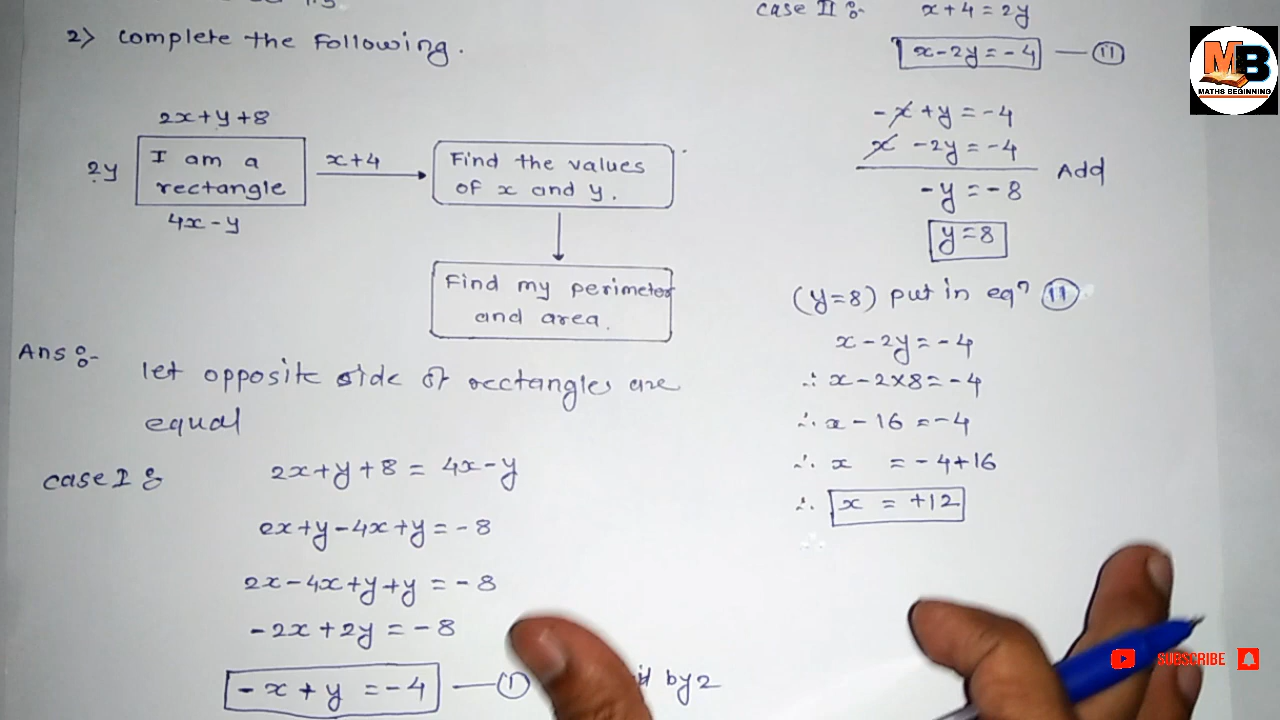 2) Complete the Following.
2x+y+8
2y
I am a
rectangle
4x-y
x+4
Find the values
of x and y.
Find my perimeter
and area.
Ans :-
let opposite side of rectangles are
equal
case I :
2x+y+8 = 4x-y
2x+y-4x+y = -8
2x-4x+y+y = -8
-2x+2y = -8
-x+y = -4 — (I)
by 2
case II :-
x+4 = 2y
x-2y = -4 — (II)
-x+y = -4
x-2y = -4
Add
-y = -8
y = 8
(y=8) put in eqn (II)
x-2y = -4
∴ x-2×8 = -4
∴ x-16 = -4
∴ x = -4+16
∴ x = +12
MB
MATHS BEGINNING
SUBSCRIBE